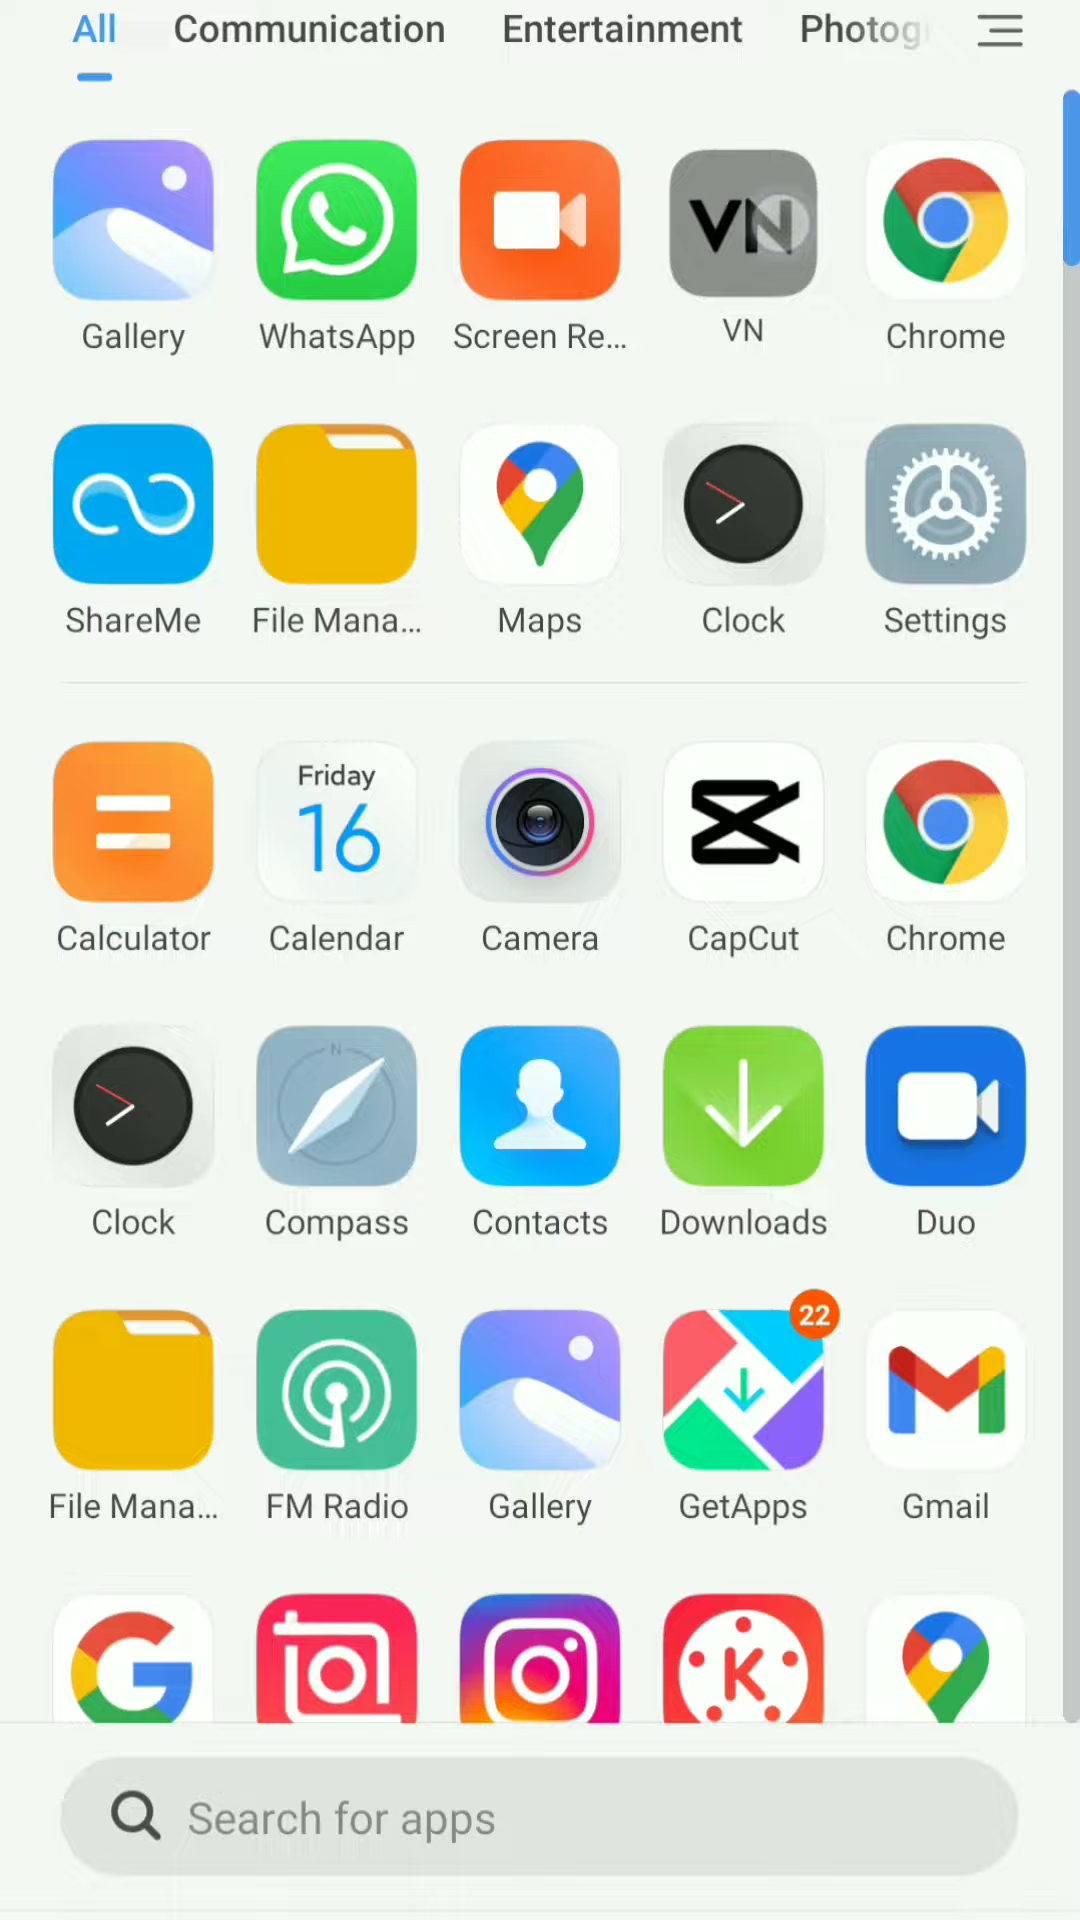 All Communication Entertainment Photog
VN
Gallery WhatsApp Screen Re... VN Chrome
ShareMe File Mana... Maps Clock Settings
Friday
16
Calculator Calendar Camera CapCut Chrome
N
Clock Compass Contacts Downloads Duo
22
File Mana... FM Radio Gallery GetApps Gmail
K
Search for apps